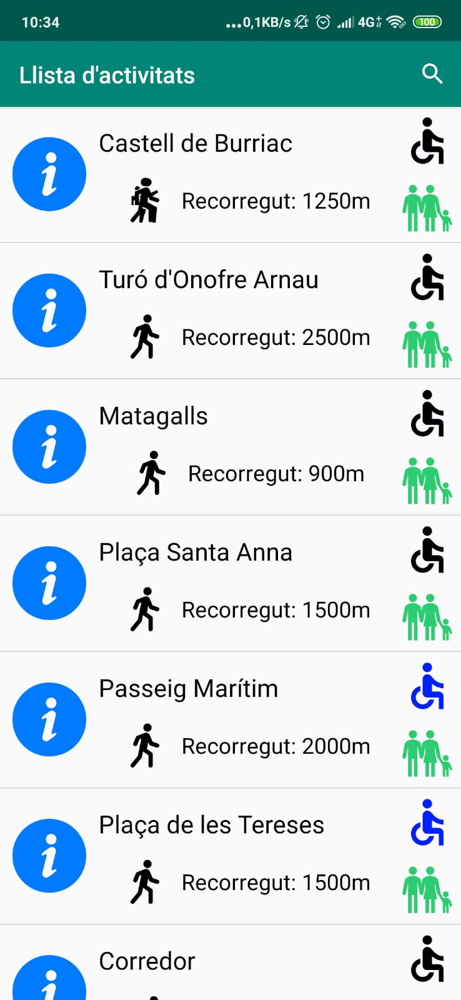 10:34 ...0,1KB/s 4G+ 100
Llista d'activitats
Castell de Burriac
Recorregut: 1250m
Turó d'Onofre Arnau
Recorregut: 2500m
Matagalls
Recorregut: 900m
Plaça Santa Anna
Recorregut: 1500m
Passeig Marítim
Recorregut: 2000m
Plaça de les Tereses
Recorregut: 1500m
Corredor